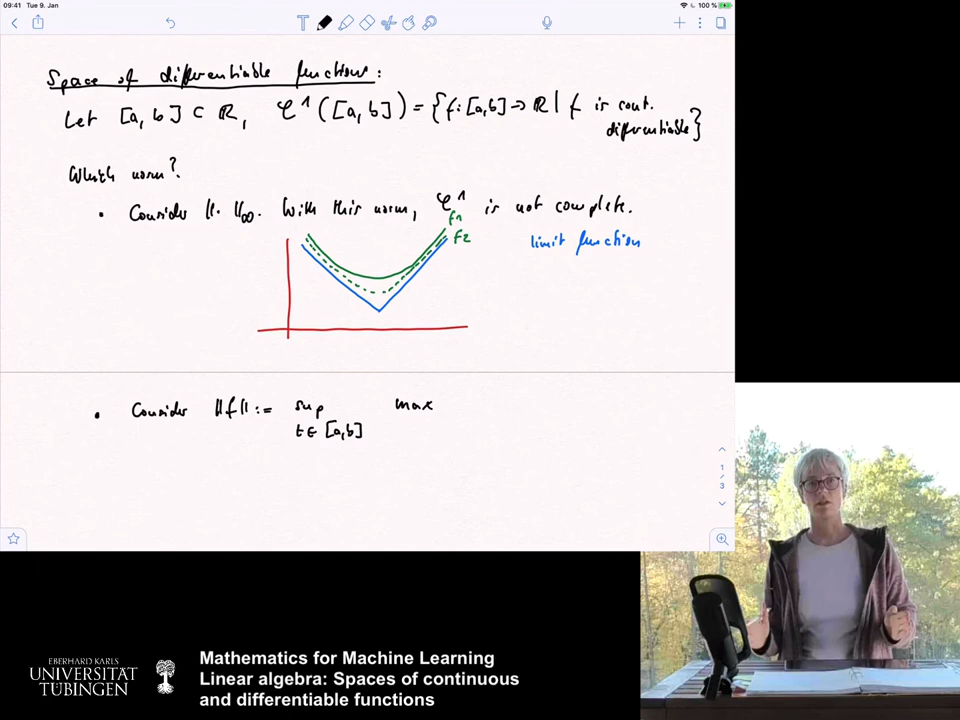 09:41 Tue 9. Jan
100 %
Space of differentiable functions:
Let [a, b] ⊂ ℝ, 𝒞¹([a, b]) = {f: [a,b] → ℝ | f is cont.
differentiable}
Which norm?
• Consider ‖·‖∞. With this norm, 𝒞¹ is not complete.
f1
f2
limit function
• Consider ‖f‖ := sup max
t ∈ [a,b]
1
/
3
EBERHARD KARLS
UNIVERSITÄT
TÜBINGEN
Mathematics for Machine Learning
Linear algebra: Spaces of continuous
and differentiable functions